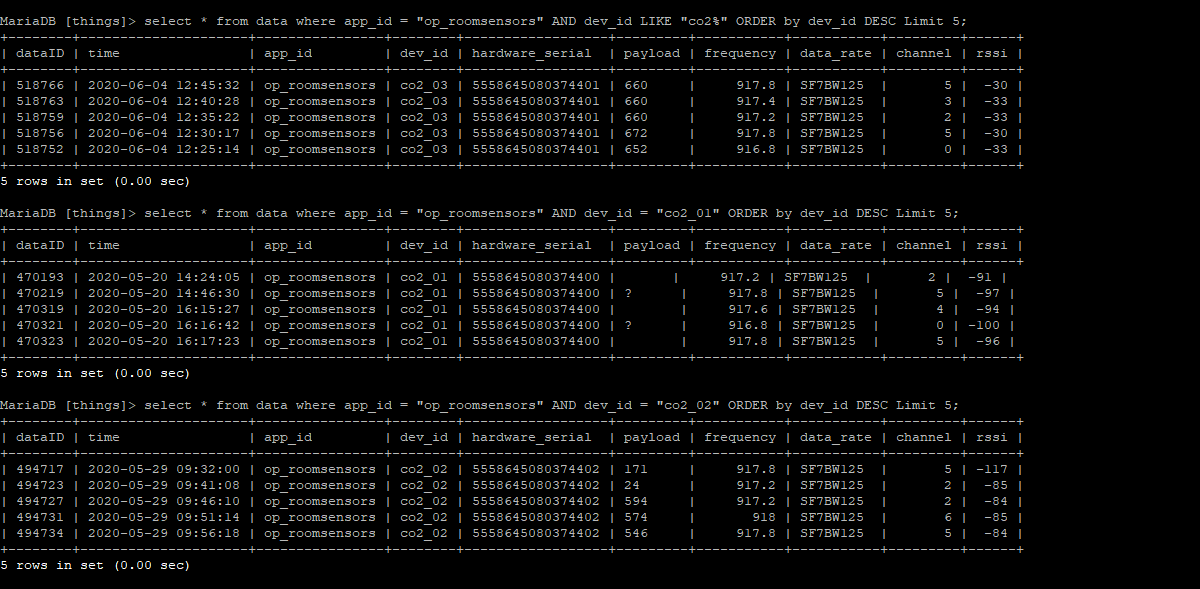 MariaDB [things]> select * from data where app_id = "op_roomsensors" AND dev_id LIKE "co2%" ORDER by dev_id DESC Limit 5;
+--------+---------------------+----------------+--------+------------------+---------+-----------+-----------+---------+------+
| dataID | time                | app_id         | dev_id | hardware_serial  | payload | frequency | data_rate | channel | rssi |
+--------+---------------------+----------------+--------+------------------+---------+-----------+-----------+---------+------+
| 518766 | 2020-06-04 12:45:32 | op_roomsensors | co2_03 | 5558645080374401 | 660     |     917.8 | SF7BW125  |       5 |  -30 |
| 518763 | 2020-06-04 12:40:28 | op_roomsensors | co2_03 | 5558645080374401 | 660     |     917.4 | SF7BW125  |       3 |  -33 |
| 518759 | 2020-06-04 12:35:22 | op_roomsensors | co2_03 | 5558645080374401 | 660     |     917.2 | SF7BW125  |       2 |  -33 |
| 518756 | 2020-06-04 12:30:17 | op_roomsensors | co2_03 | 5558645080374401 | 672     |     917.8 | SF7BW125  |       5 |  -30 |
| 518752 | 2020-06-04 12:25:14 | op_roomsensors | co2_03 | 5558645080374401 | 652     |     916.8 | SF7BW125  |       0 |  -33 |
+--------+---------------------+----------------+--------+------------------+---------+-----------+-----------+---------+------+
5 rows in set (0.00 sec)
MariaDB [things]> select * from data where app_id = "op_roomsensors" AND dev_id = "co2_01" ORDER by dev_id DESC Limit 5;
+--------+---------------------+----------------+--------+------------------+---------+-----------+-----------+---------+------+
| dataID | time                | app_id         | dev_id | hardware_serial  | payload | frequency | data_rate | channel | rssi |
+--------+---------------------+----------------+--------+------------------+---------+-----------+-----------+---------+------+
| 470193 | 2020-05-20 14:24:05 | op_roomsensors | co2_01 | 5558645080374400 |       |     917.2 | SF7BW125  |       2 |  -91 |
| 470219 | 2020-05-20 14:46:30 | op_roomsensors | co2_01 | 5558645080374400 | ?      |     917.8 | SF7BW125  |       5 |  -97 |
| 470319 | 2020-05-20 16:15:27 | op_roomsensors | co2_01 | 5558645080374400 |        |     917.6 | SF7BW125  |       4 |  -94 |
| 470321 | 2020-05-20 16:16:42 | op_roomsensors | co2_01 | 5558645080374400 | ?      |     916.8 | SF7BW125  |       0 | -100 |
| 470323 | 2020-05-20 16:17:23 | op_roomsensors | co2_01 | 5558645080374400 |        |     917.8 | SF7BW125  |       5 |  -96 |
+--------+---------------------+----------------+--------+------------------+---------+-----------+-----------+---------+------+
5 rows in set (0.00 sec)
MariaDB [things]> select * from data where app_id = "op_roomsensors" AND dev_id = "co2_02" ORDER by dev_id DESC Limit 5;
+--------+---------------------+----------------+--------+------------------+---------+-----------+-----------+---------+------+
| dataID | time                | app_id         | dev_id | hardware_serial  | payload | frequency | data_rate | channel | rssi |
+--------+---------------------+----------------+--------+------------------+---------+-----------+-----------+---------+------+
| 494717 | 2020-05-29 09:32:00 | op_roomsensors | co2_02 | 5558645080374402 | 171     |     917.8 | SF7BW125  |       5 | -117 |
| 494723 | 2020-05-29 09:41:08 | op_roomsensors | co2_02 | 5558645080374402 | 24      |     917.2 | SF7BW125  |       2 |  -85 |
| 494727 | 2020-05-29 09:46:10 | op_roomsensors | co2_02 | 5558645080374402 | 594     |     917.2 | SF7BW125  |       2 |  -84 |
| 494731 | 2020-05-29 09:51:14 | op_roomsensors | co2_02 | 5558645080374402 | 574     |       918 | SF7BW125  |       6 |  -85 |
| 494734 | 2020-05-29 09:56:18 | op_roomsensors | co2_02 | 5558645080374402 | 546     |     917.8 | SF7BW125  |       5 |  -84 |
+--------+---------------------+----------------+--------+------------------+---------+-----------+-----------+---------+------+
5 rows in set (0.00 sec)